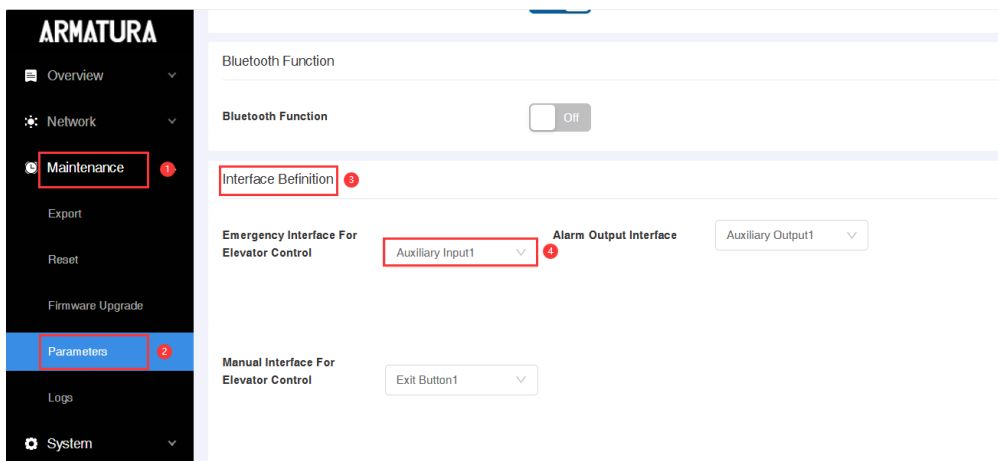 ARMATURA
Overview
Network
Maintenance 1
Export
Reset
Firmware Upgrade
Parameters 2
Logs
System
Bluetooth Function
Bluetooth Function Off
Interface Befinition 3
Emergency Interface For
Elevator Control
Auxiliary Input1 4
Alarm Output Interface
Auxiliary Output1
Manual Interface For
Elevator Control
Exit Button1